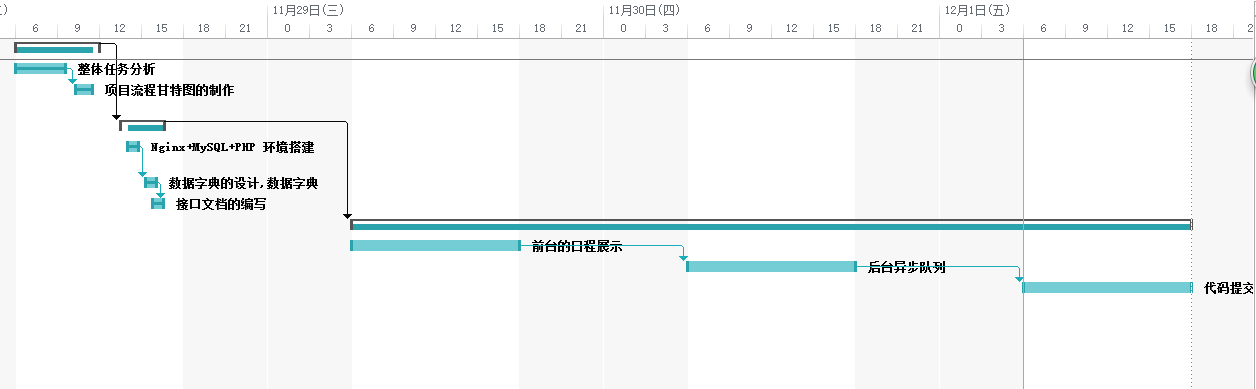 11月29日(三) 11月30日(四) 12月1日(五)
6 9 12 15 18 21 0 3 6 9 12 15 18 21 0 3 6 9 12 15 18 21 0 3 6 9 12 15 18
整体任务分析
项目流程甘特图的制作
Nginx+MySQL+PHP 环境搭建
数据字典的设计,数据字典
接口文档的编写
前台的日程展示
后台异步队列
代码提交